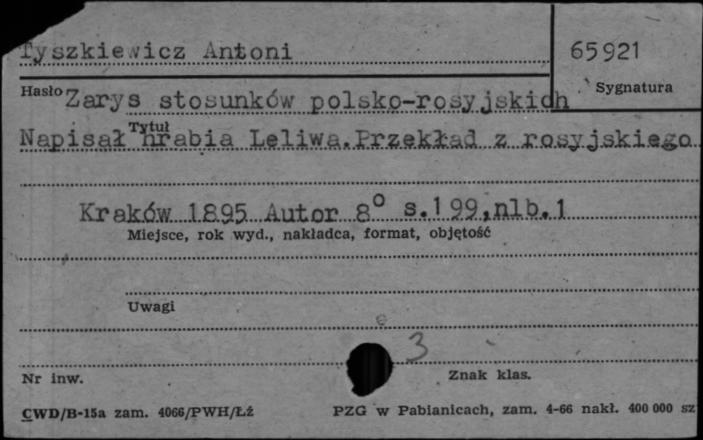 Tyszkiewicz Antoni
65921
Hasło
Sygnatura
Zarys stosunków polsko-rosyjskich
Tytuł
Napisał hrabia Leliwa.Przekład z rosyjskiego
Kraków 1895 Autor 8° s.199,nlb.1
Miejsce, rok wyd., nakładca, format, objętość
Uwagi
e
3
Nr inw.
Znak klas.
CWD/B-15a zam. 4066/PWH/Łż
PZG w Pabianicach, zam. 4-66 nakł. 400 000 sz